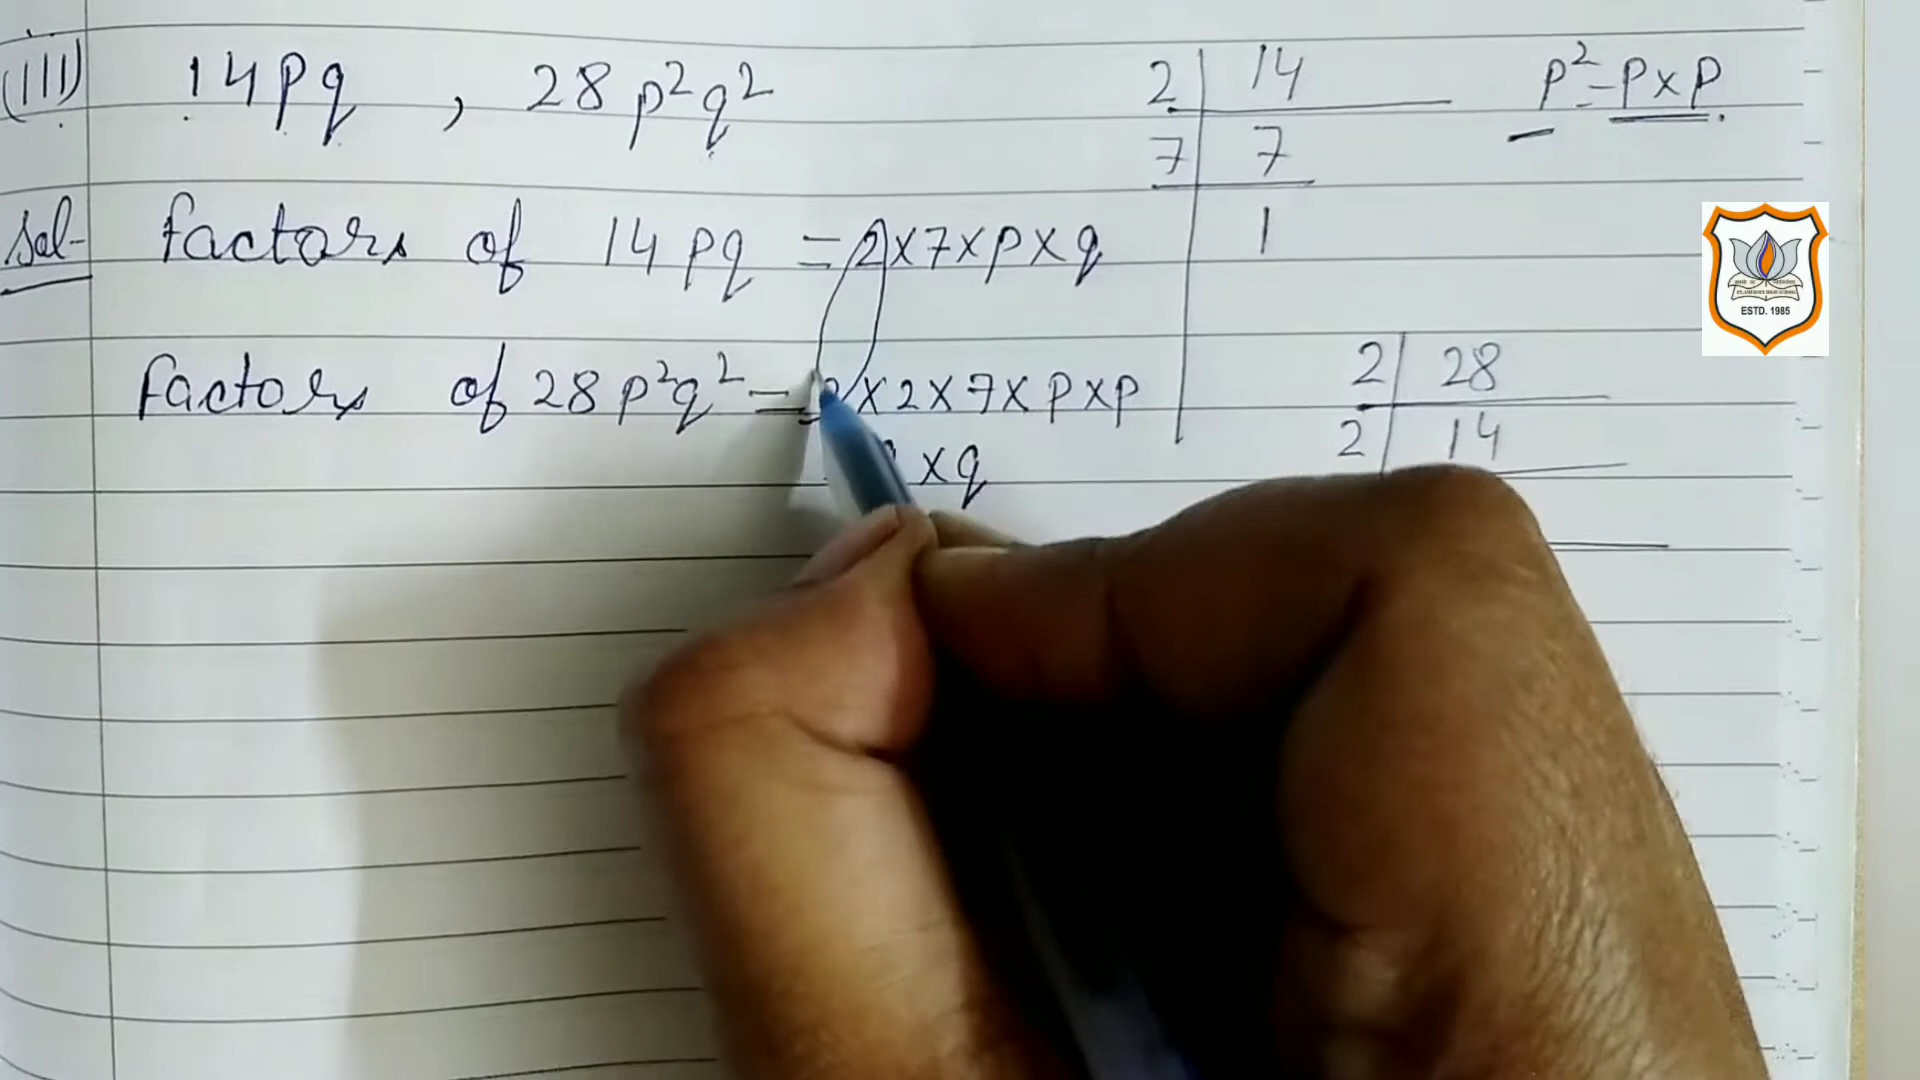 (III) 14pq , 28p²q²
2 | 14
7 | 7
1
p² = p×p.
Sol- factors of 14pq = 2×7×p×q
factors of 28p²q² = 2×2×7×p×p
×q
2 | 28
2 | 14
ESTD. 1985